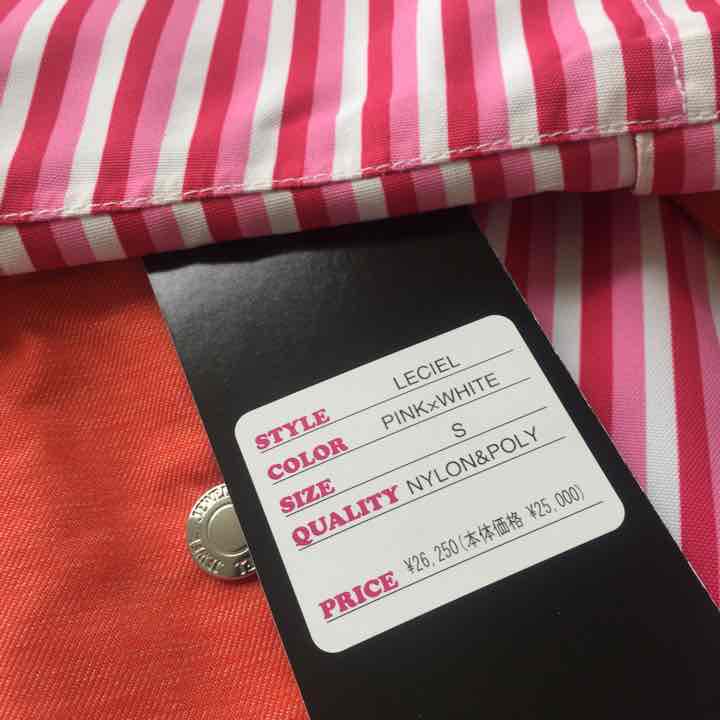 STYLE LECIEL
COLOR PINK×WHITE
SIZE S
QUALITY NYLON&POLY
PRICE ¥26,250(本体価格 ¥25,000)